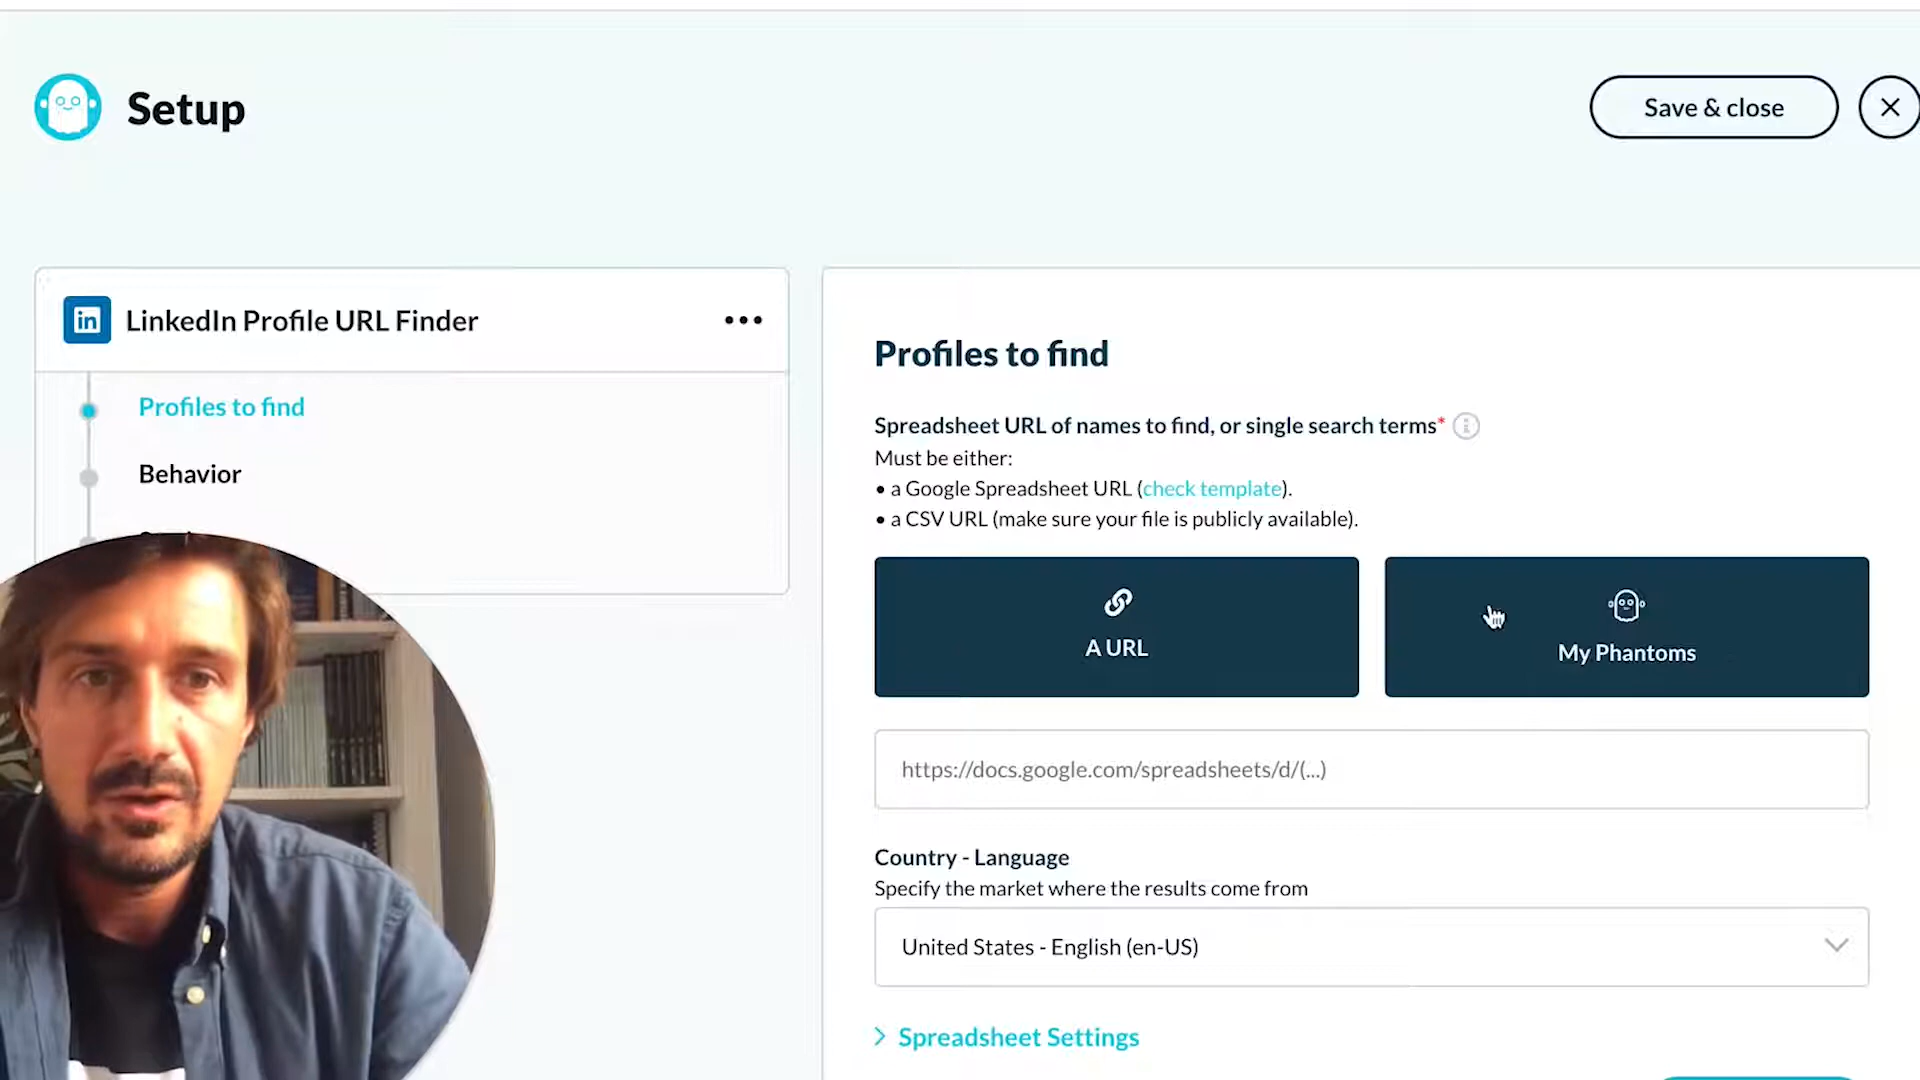 Setup
Save & close
in LinkedIn Profile URL Finder
Profiles to find
Behavior
Profiles to find
Spreadsheet URL of names to find, or single search terms*
Must be either:
• a Google Spreadsheet URL (check template).
• a CSV URL (make sure your file is publicly available).
A URL
My Phantoms
https://docs.google.com/spreadsheets/d/(...)
Country - Language
Specify the market where the results come from
United States - English (en-US)
Spreadsheet Settings